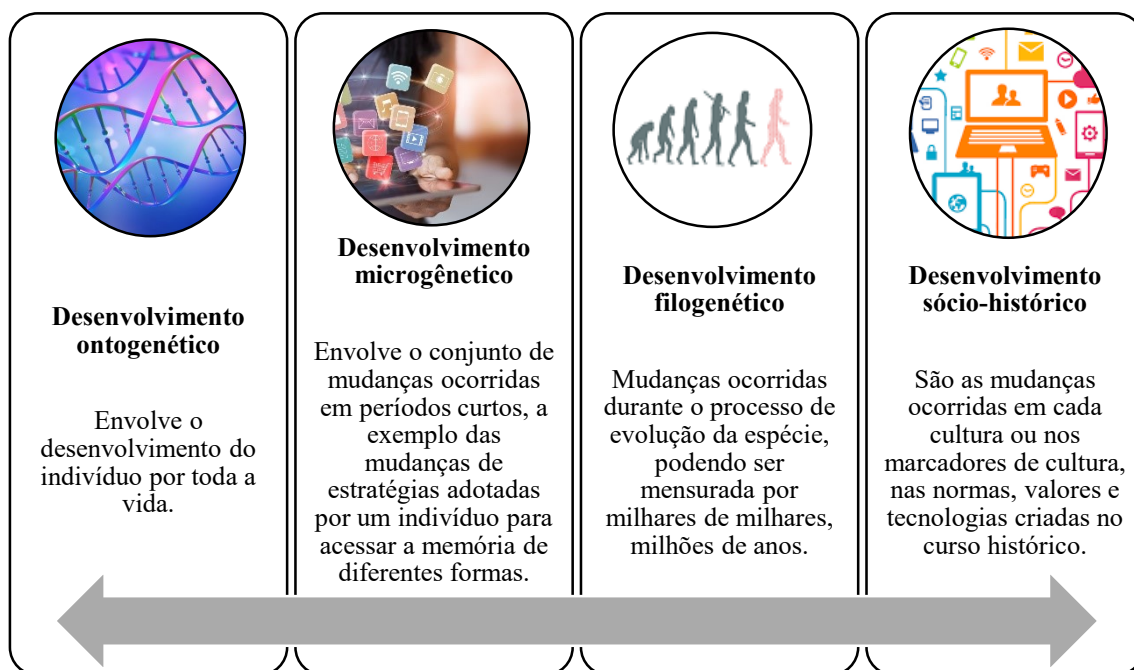 Desenvolvimento
ontogenético
Envolve o
desenvolvimento do
indivíduo por toda a
vida.
Desenvolvimento
microgênetico
Envolve o conjunto de
mudanças ocorridas
em períodos curtos, a
exemplo das
mudanças de
estratégias adotadas
por um indivíduo para
acessar a memória de
diferentes formas.
Desenvolvimento
filogenético
Mudanças ocorridas
durante o processo de
evolução da espécie,
podendo ser
mensurada por
milhares de milhares,
milhões de anos.
Desenvolvimento
sócio-histórico
São as mudanças
ocorridas em cada
cultura ou nos
marcadores de cultura,
nas normas, valores e
tecnologias criadas no
curso histórico.